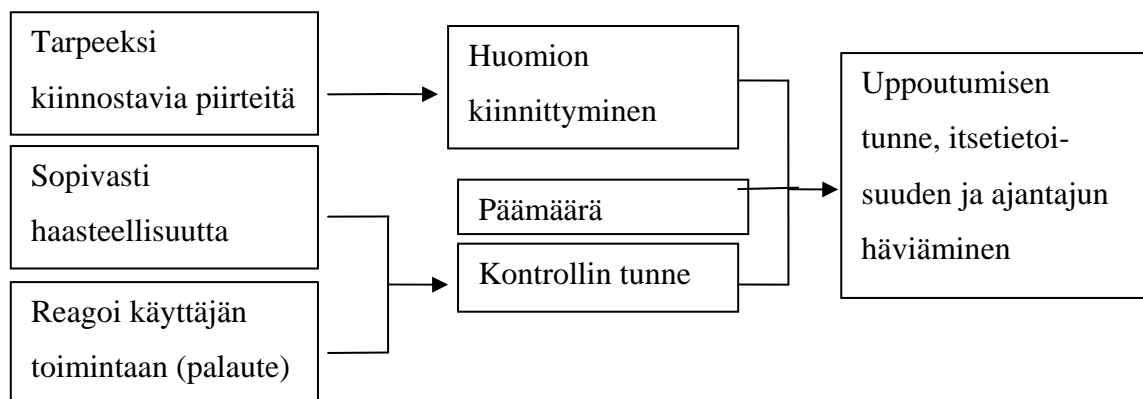 Tarpeeksi
kiinnostavia piirteitä
Sopivasti
haasteellisuutta
Reagoi käyttäjän
toimintaan (palaute)
Huomion
kiinnittyminen
Päämäärä
Kontrollin tunne
Uppoutumisen
tunne, itsetietoi-
suuden ja ajantajun
häviäminen